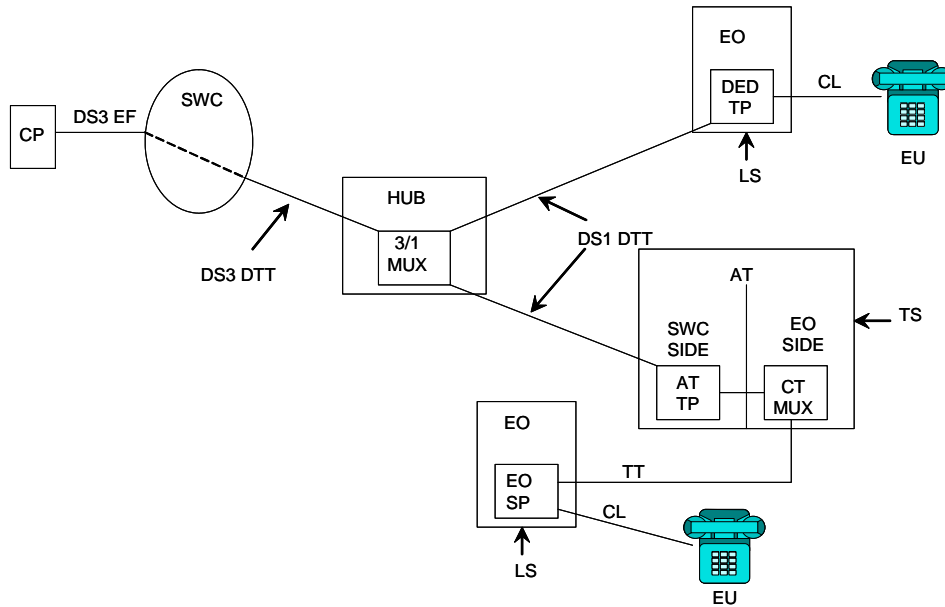 EO
DED
TP
CL
EU
LS
CP
DS3 EF
SWC
DS3 DTT
HUB
3/1
MUX
DS1 DTT
AT
SWC
SIDE
EO
SIDE
AT
TP
CT
MUX
TS
EO
EO
SP
TT
CL
LS
EU